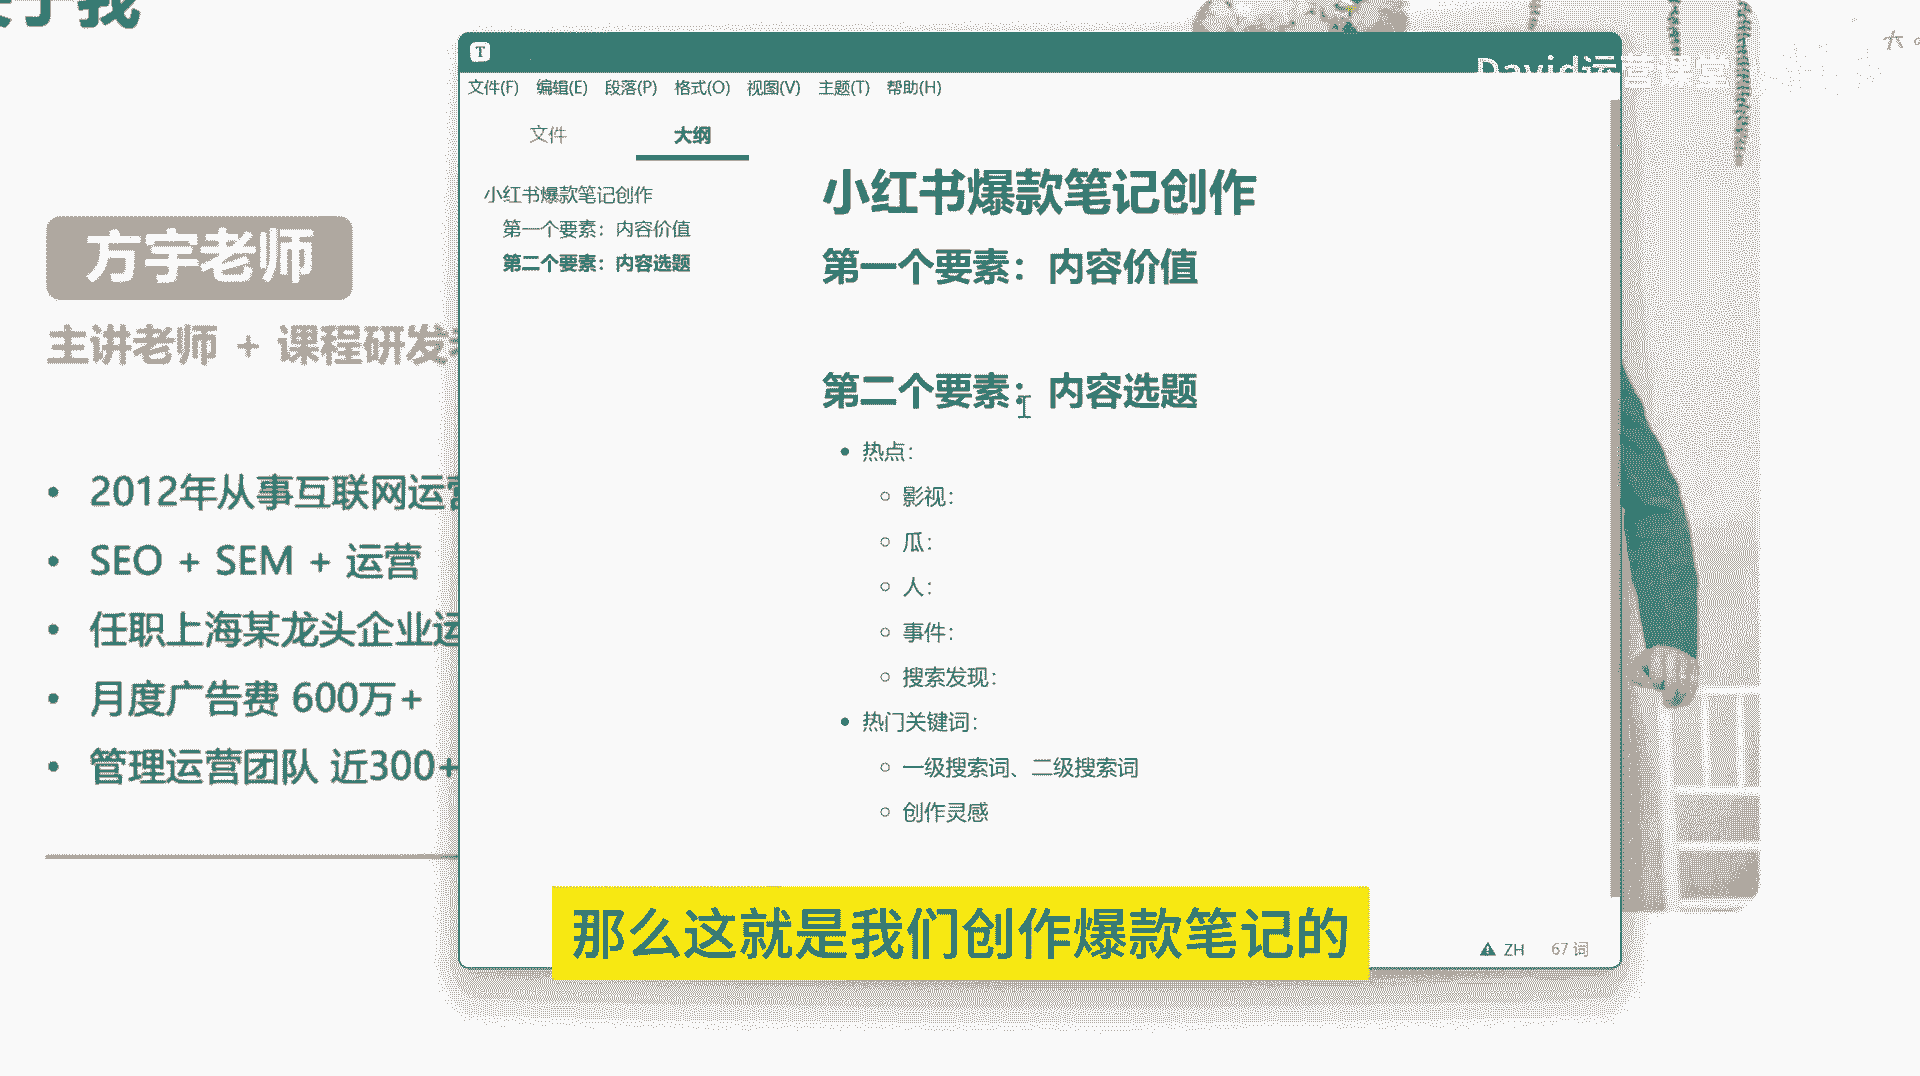 方宇老师
主讲老师 + 课程研发
• 2012年从事互联网运营
• SEO + SEM + 运营
• 任职上海某龙头企业运
• 月度广告费 600万+
• 管理运营团队 近300+
T
David运营课堂
文件(F) 编辑(E) 段落(P) 格式(O) 视图(V) 主题(T) 帮助(H)
文件 大纲
小红书爆款笔记创作
第一个要素：内容价值
第二个要素：内容选题
小红书爆款笔记创作
第一个要素：内容价值
第二个要素：内容选题
• 热点：
○ 影视：
○ 瓜：
○ 人：
○ 事件：
○ 搜索发现：
• 热门关键词：
○ 一级搜索词、二级搜索词
○ 创作灵感
那么这就是我们创作爆款笔记的
ZH 67 词